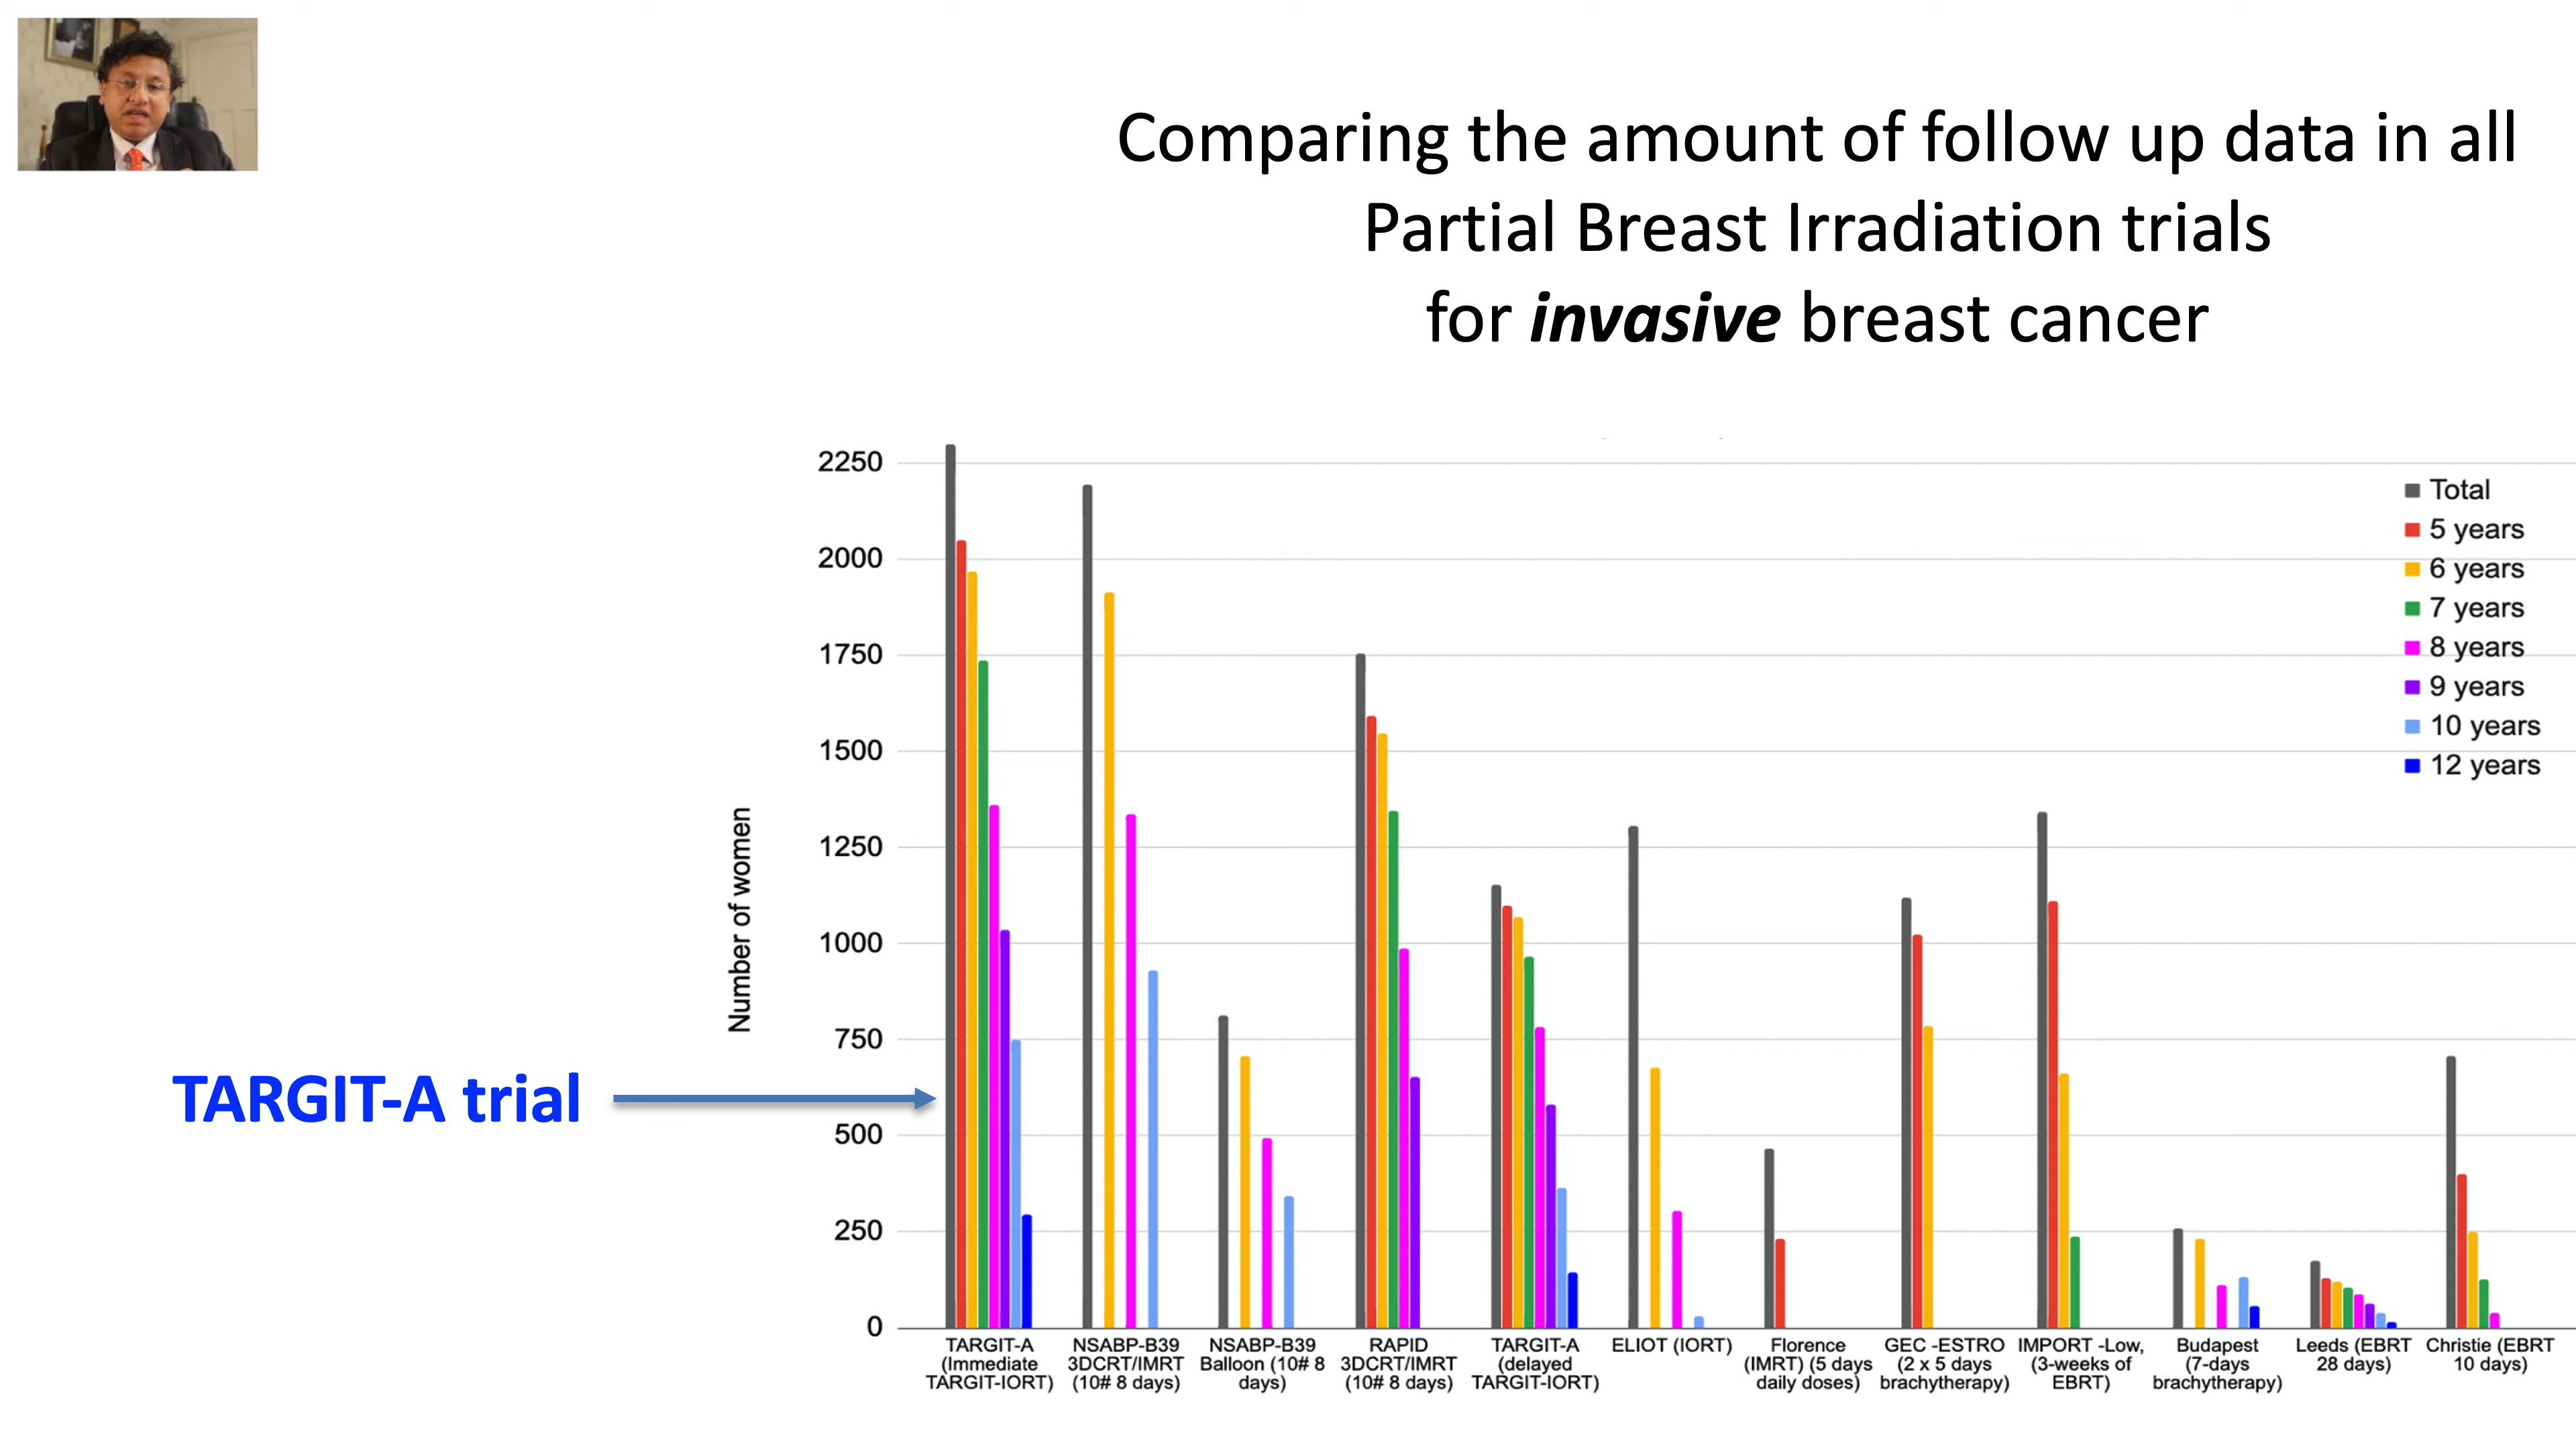 Comparing the amount of follow up data in all
Partial Breast Irradiation trials
for invasive breast cancer
2250
2000
1750
1500
1250
1000
750
500
250
0
Number of women
Total
5 years
6 years
7 years
8 years
9 years
10 years
12 years
TARGIT-A trial
TARGIT-A
(Immediate
TARGIT-IORT)
NSABP-B39
3DCRT/IMRT
(10# 8 days)
NSABP-B39
Balloon (10# 8
days)
RAPID
3DCRT/IMRT
(10# 8 days)
TARGIT-A
(delayed
TARGIT-IORT)
ELIOT (IORT)
Florence
(IMRT) (5 days
daily doses)
GEC -ESTRO
(2 x 5 days
brachytherapy)
IMPORT -Low,
(3-weeks of
EBRT)
Budapest
(7-days
brachytherapy)
Leeds (EBRT
28 days)
Christie (EBRT
10 days)